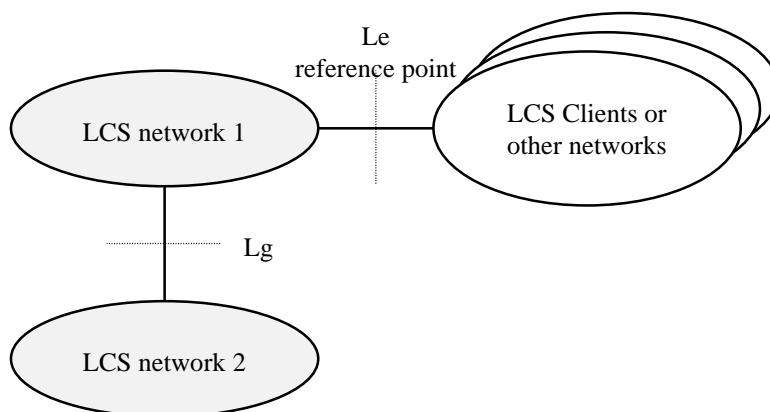 Le
reference point
LCS network 1
LCS Clients or
other networks
Lg
LCS network 2